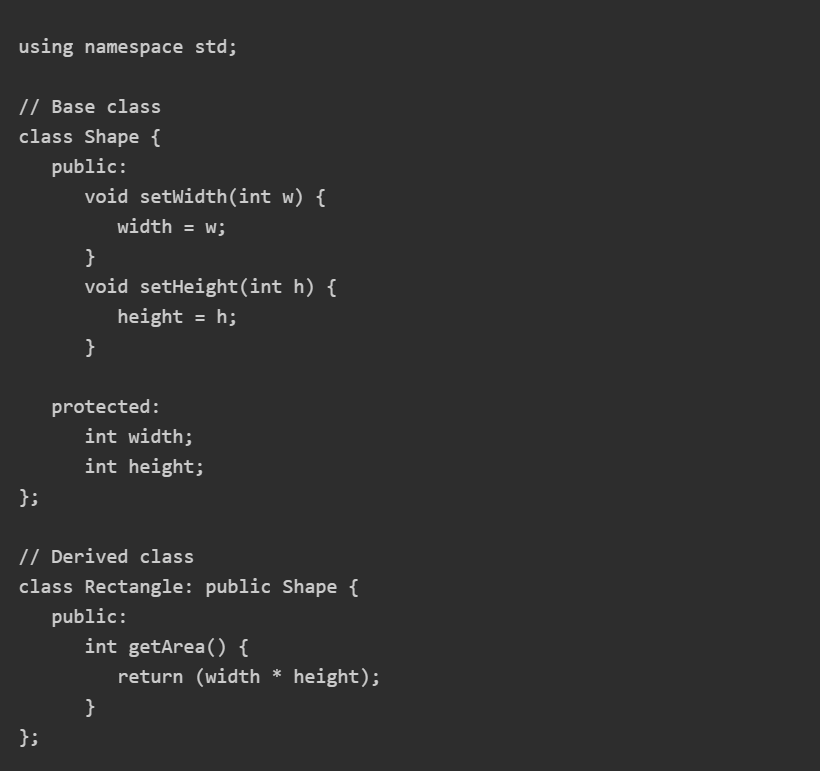 using namespace std;
// Base class
class Shape {
   public:
      void setWidth(int w) {
         width = w;
      }
      void setHeight(int h) {
         height = h;
      }
   protected:
      int width;
      int height;
};
// Derived class
class Rectangle: public Shape {
   public:
      int getArea() {
         return (width * height);
      }
};